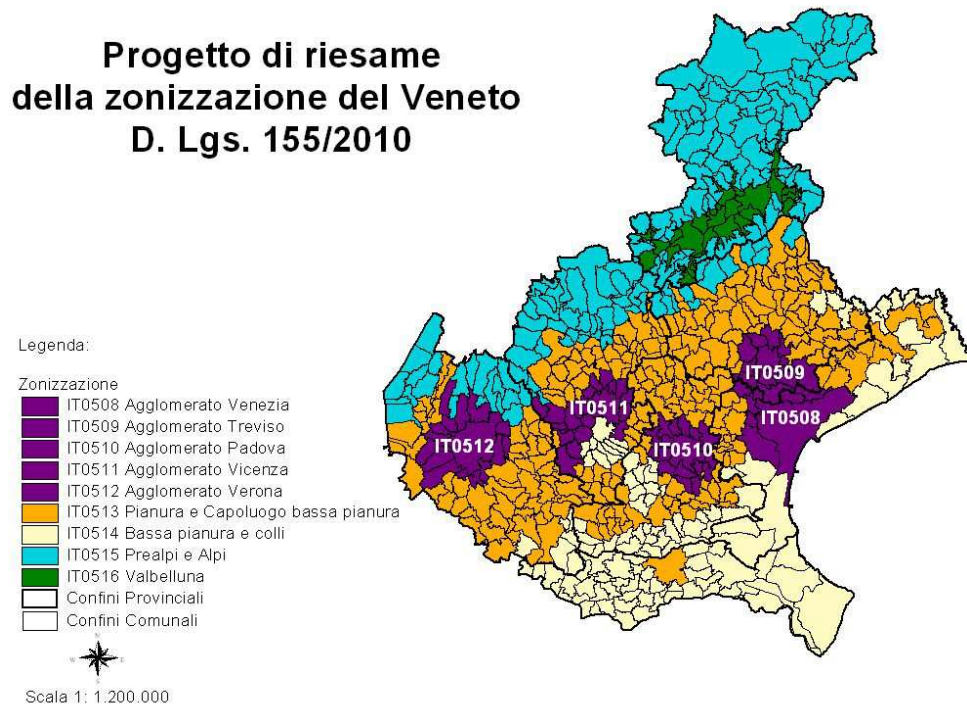 Progetto di riesame
della zonizzazione del Veneto
D. Lgs. 155/2010
Legenda:
Zonizzazione
IT0508 Agglomerato Venezia
IT0509 Agglomerato Treviso
IT0510 Agglomerato Padova
IT0511 Agglomerato Vicenza
IT0512 Agglomerato Verona
IT0513 Pianura e Capoluogo bassa pianura
IT0514 Bassa pianura e colli
IT0515 Prealpi e Alpi
IT0516 Valbelluna
Confini Provinciali
Confini Comunali
N
W E
S
Scala 1: 1.200.000
IT0509
IT0511
IT0508
IT0512
IT0510